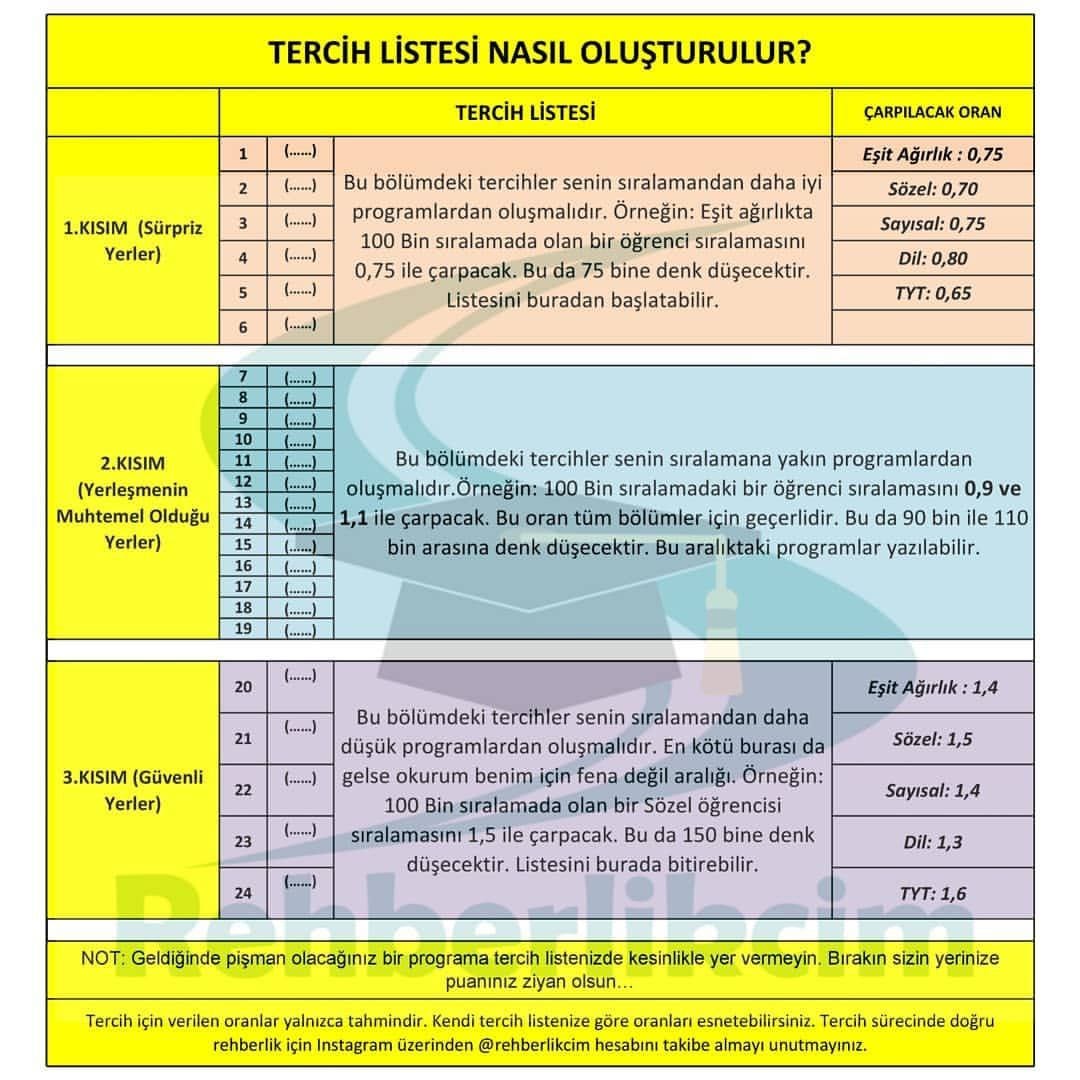 TERCİH LİSTESİ NASIL OLUŞTURULUR?
TERCİH LİSTESİ
ÇARPILACAK ORAN
1.KISIM (Sürpriz
Yerler)
1 (......)
2 (......)
3 (......)
4 (......)
5 (......)
6 (......)
Bu bölümdeki tercihler senin sıralamandan daha iyi
programlardan oluşmalıdır. Örneğin: Eşit ağırlıkta
100 Bin sıralamada olan bir öğrenci sıralamasını
0,75 ile çarpacak. Bu da 75 bine denk düşecektir.
Listesini buradan başlatabilir.
Eşit Ağırlık : 0,75
Sözel: 0,70
Sayısal: 0,75
Dil: 0,80
TYT: 0,65
2.KISIM
(Yerleşmenin
Muhtemel Olduğu
Yerler)
7 (......)
8 (......)
9 (......)
10 (......)
11 (......)
12 (......)
13 (......)
14 (......)
15 (......)
16 (......)
17 (......)
18 (......)
19 (......)
Bu bölümdeki tercihler senin sıralamana yakın programlardan
oluşmalıdır.Örneğin: 100 Bin sıralamadaki bir öğrenci sıralamasını 0,9 ve
1,1 ile çarpacak. Bu oran tüm bölümler için geçerlidir. Bu da 90 bin ile 110
bin arasına denk düşecektir. Bu aralıktaki programlar yazılabilir.
3.KISIM (Güvenli
Yerler)
20 (......)
21 (......)
22 (......)
23 (......)
24 (......)
Bu bölümdeki tercihler senin sıralamandan daha
düşük programlardan oluşmalıdır. En kötü burası da
gelse okurum benim için fena değil aralığı. Örneğin:
100 Bin sıralamada olan bir Sözel öğrencisi
sıralamasını 1,5 ile çarpacak. Bu da 150 bine denk
düşecektir. Listesini burada bitirebilir.
Eşit Ağırlık : 1,4
Sözel: 1,5
Sayısal: 1,4
Dil: 1,3
TYT: 1,6
Rehberlikcim
NOT: Geldiğinde pişman olacağınız bir programa tercih listenizde kesinlikle yer vermeyin. Bırakın sizin yerinize
puanınız ziyan olsun...
Tercih için verilen oranlar yalnızca tahmindir. Kendi tercih listenize göre oranları esnetebilirsiniz. Tercih sürecinde doğru
rehberlik için Instagram üzerinden @rehberlikcim hesabını takibe almayı unutmayınız.